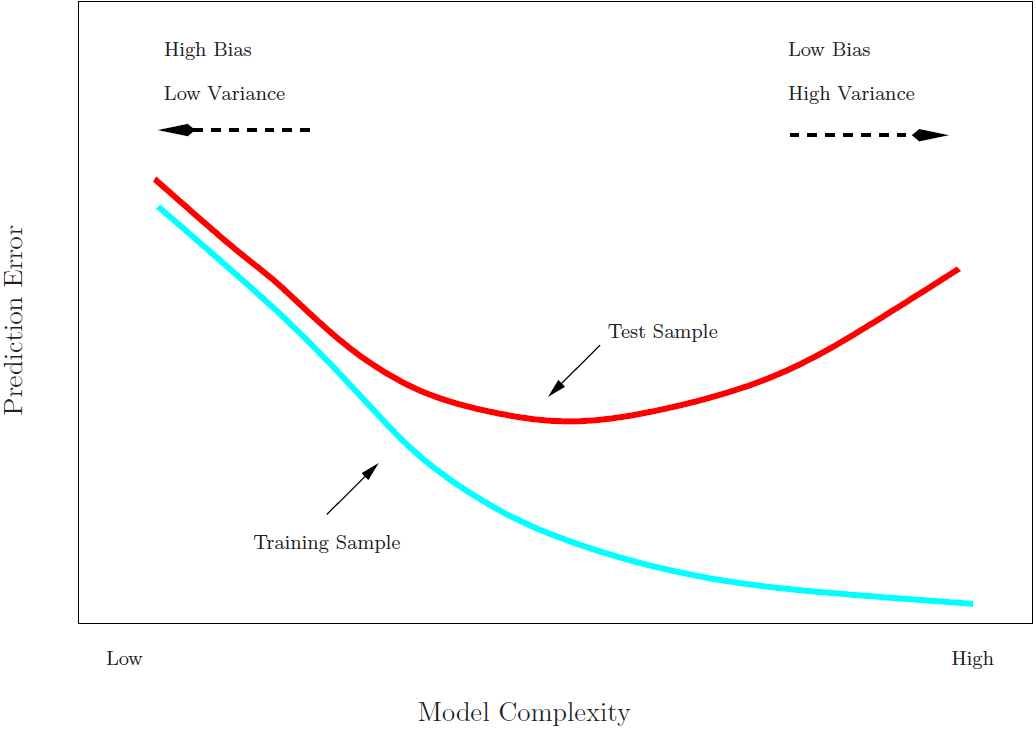 High Bias
Low Variance
Low Bias
High Variance
Prediction Error
Test Sample
Training Sample
Low
High
Model Complexity